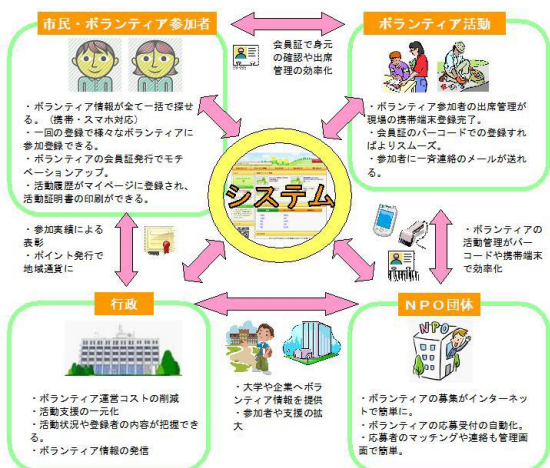 市民・ボランティア参加者
・ボランティア情報が全て一括で探せ
る。（携帯・スマホ対応）
・一回の登録で様々なボランティアに
参加登録できる。
・ボランティアの会員証発行でモチ
ベーションアップ。
・活動履歴がマイページに登録され、
活動証明書の印刷ができる。
会員証で身元
の確認や出席
管理の効率化
ボランティア活動
・ボランティア参加者の出席管理が
現場の携帯端末登録完了。
・会員証のバーコードでの登録すれ
ばよりスムーズ。
・参加者に一斉連絡のメールが送れ
る。
システム
・参加実績による
表彰
・ポイント発行で
地域通貨に
・ボランティアの
活動管理がバー
コードや携帯端末
で効率化
行政
・ボランティア運営コストの削減
・活動支援の一元化
・活動状況や登録者の内容が把握でき
る。
・ボランティア情報の発信
・大学や企業へボラ
ンティア情報を提供
・参加者や支援の拡
大
ＮＰＯ団体
NPO
・ボランティアの募集がインターネッ
トで簡単に。
・ボランティアの応募受付の自動化。
・応募者のマッチングや連絡も管理画
面で簡単。